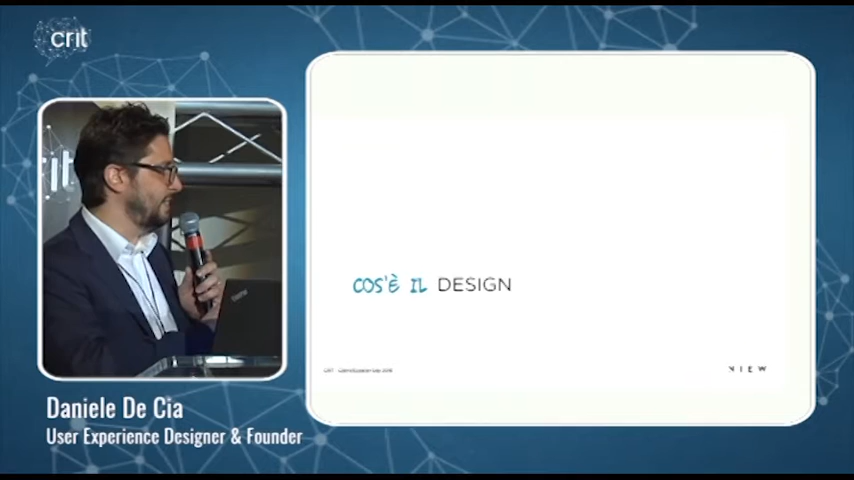 crit
COS'È IL DESIGN
NIEW
Daniele De Cia
User Experience Designer & Founder